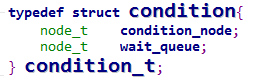 typedef struct condition{
    node_t    condition_node;
    node_t    wait_queue;
} condition_t;